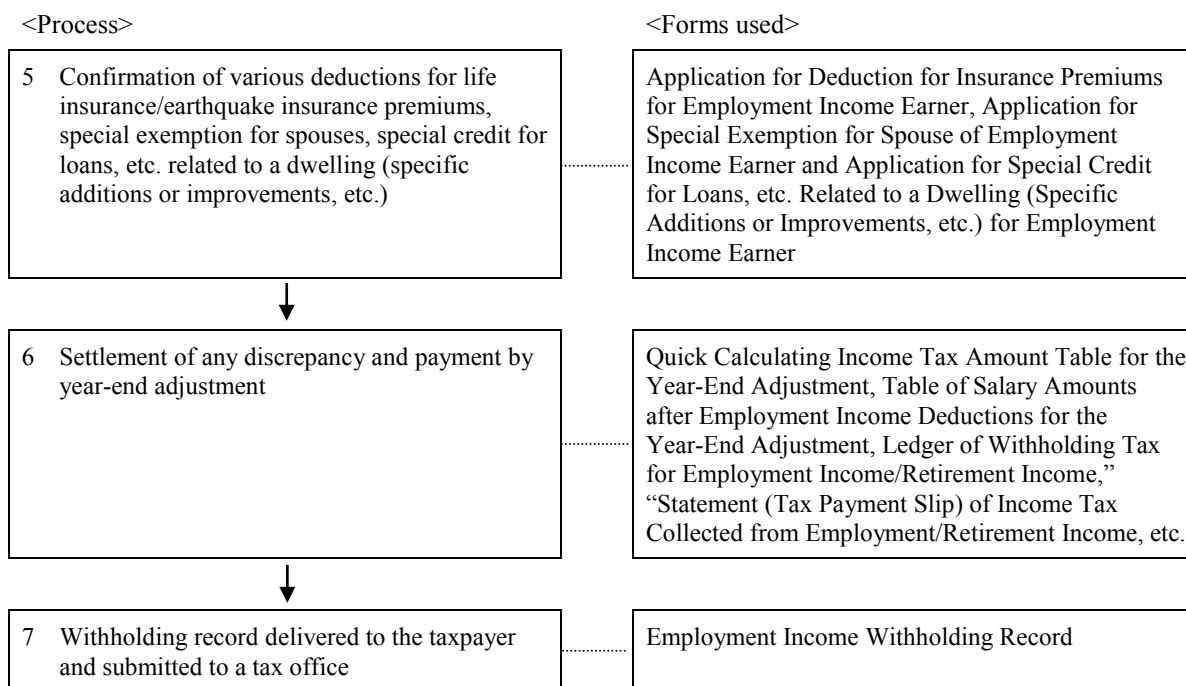 <Process>
<Forms used>
5 Confirmation of various deductions for life
insurance/earthquake insurance premiums,
special exemption for spouses, special credit for
loans, etc. related to a dwelling (specific
additions or improvements, etc.)
Application for Deduction for Insurance Premiums
for Employment Income Earner, Application for
Special Exemption for Spouse of Employment
Income Earner and Application for Special Credit
for Loans, etc. Related to a Dwelling (Specific
Additions or Improvements, etc.) for Employment
Income Earner
6 Settlement of any discrepancy and payment by
year-end adjustment
Quick Calculating Income Tax Amount Table for the
Year-End Adjustment, Table of Salary Amounts
after Employment Income Deductions for the
Year-End Adjustment, Ledger of Withholding Tax
for Employment Income/Retirement Income,”
“Statement (Tax Payment Slip) of Income Tax
Collected from Employment/Retirement Income, etc.
7 Withholding record delivered to the taxpayer
and submitted to a tax office
Employment Income Withholding Record